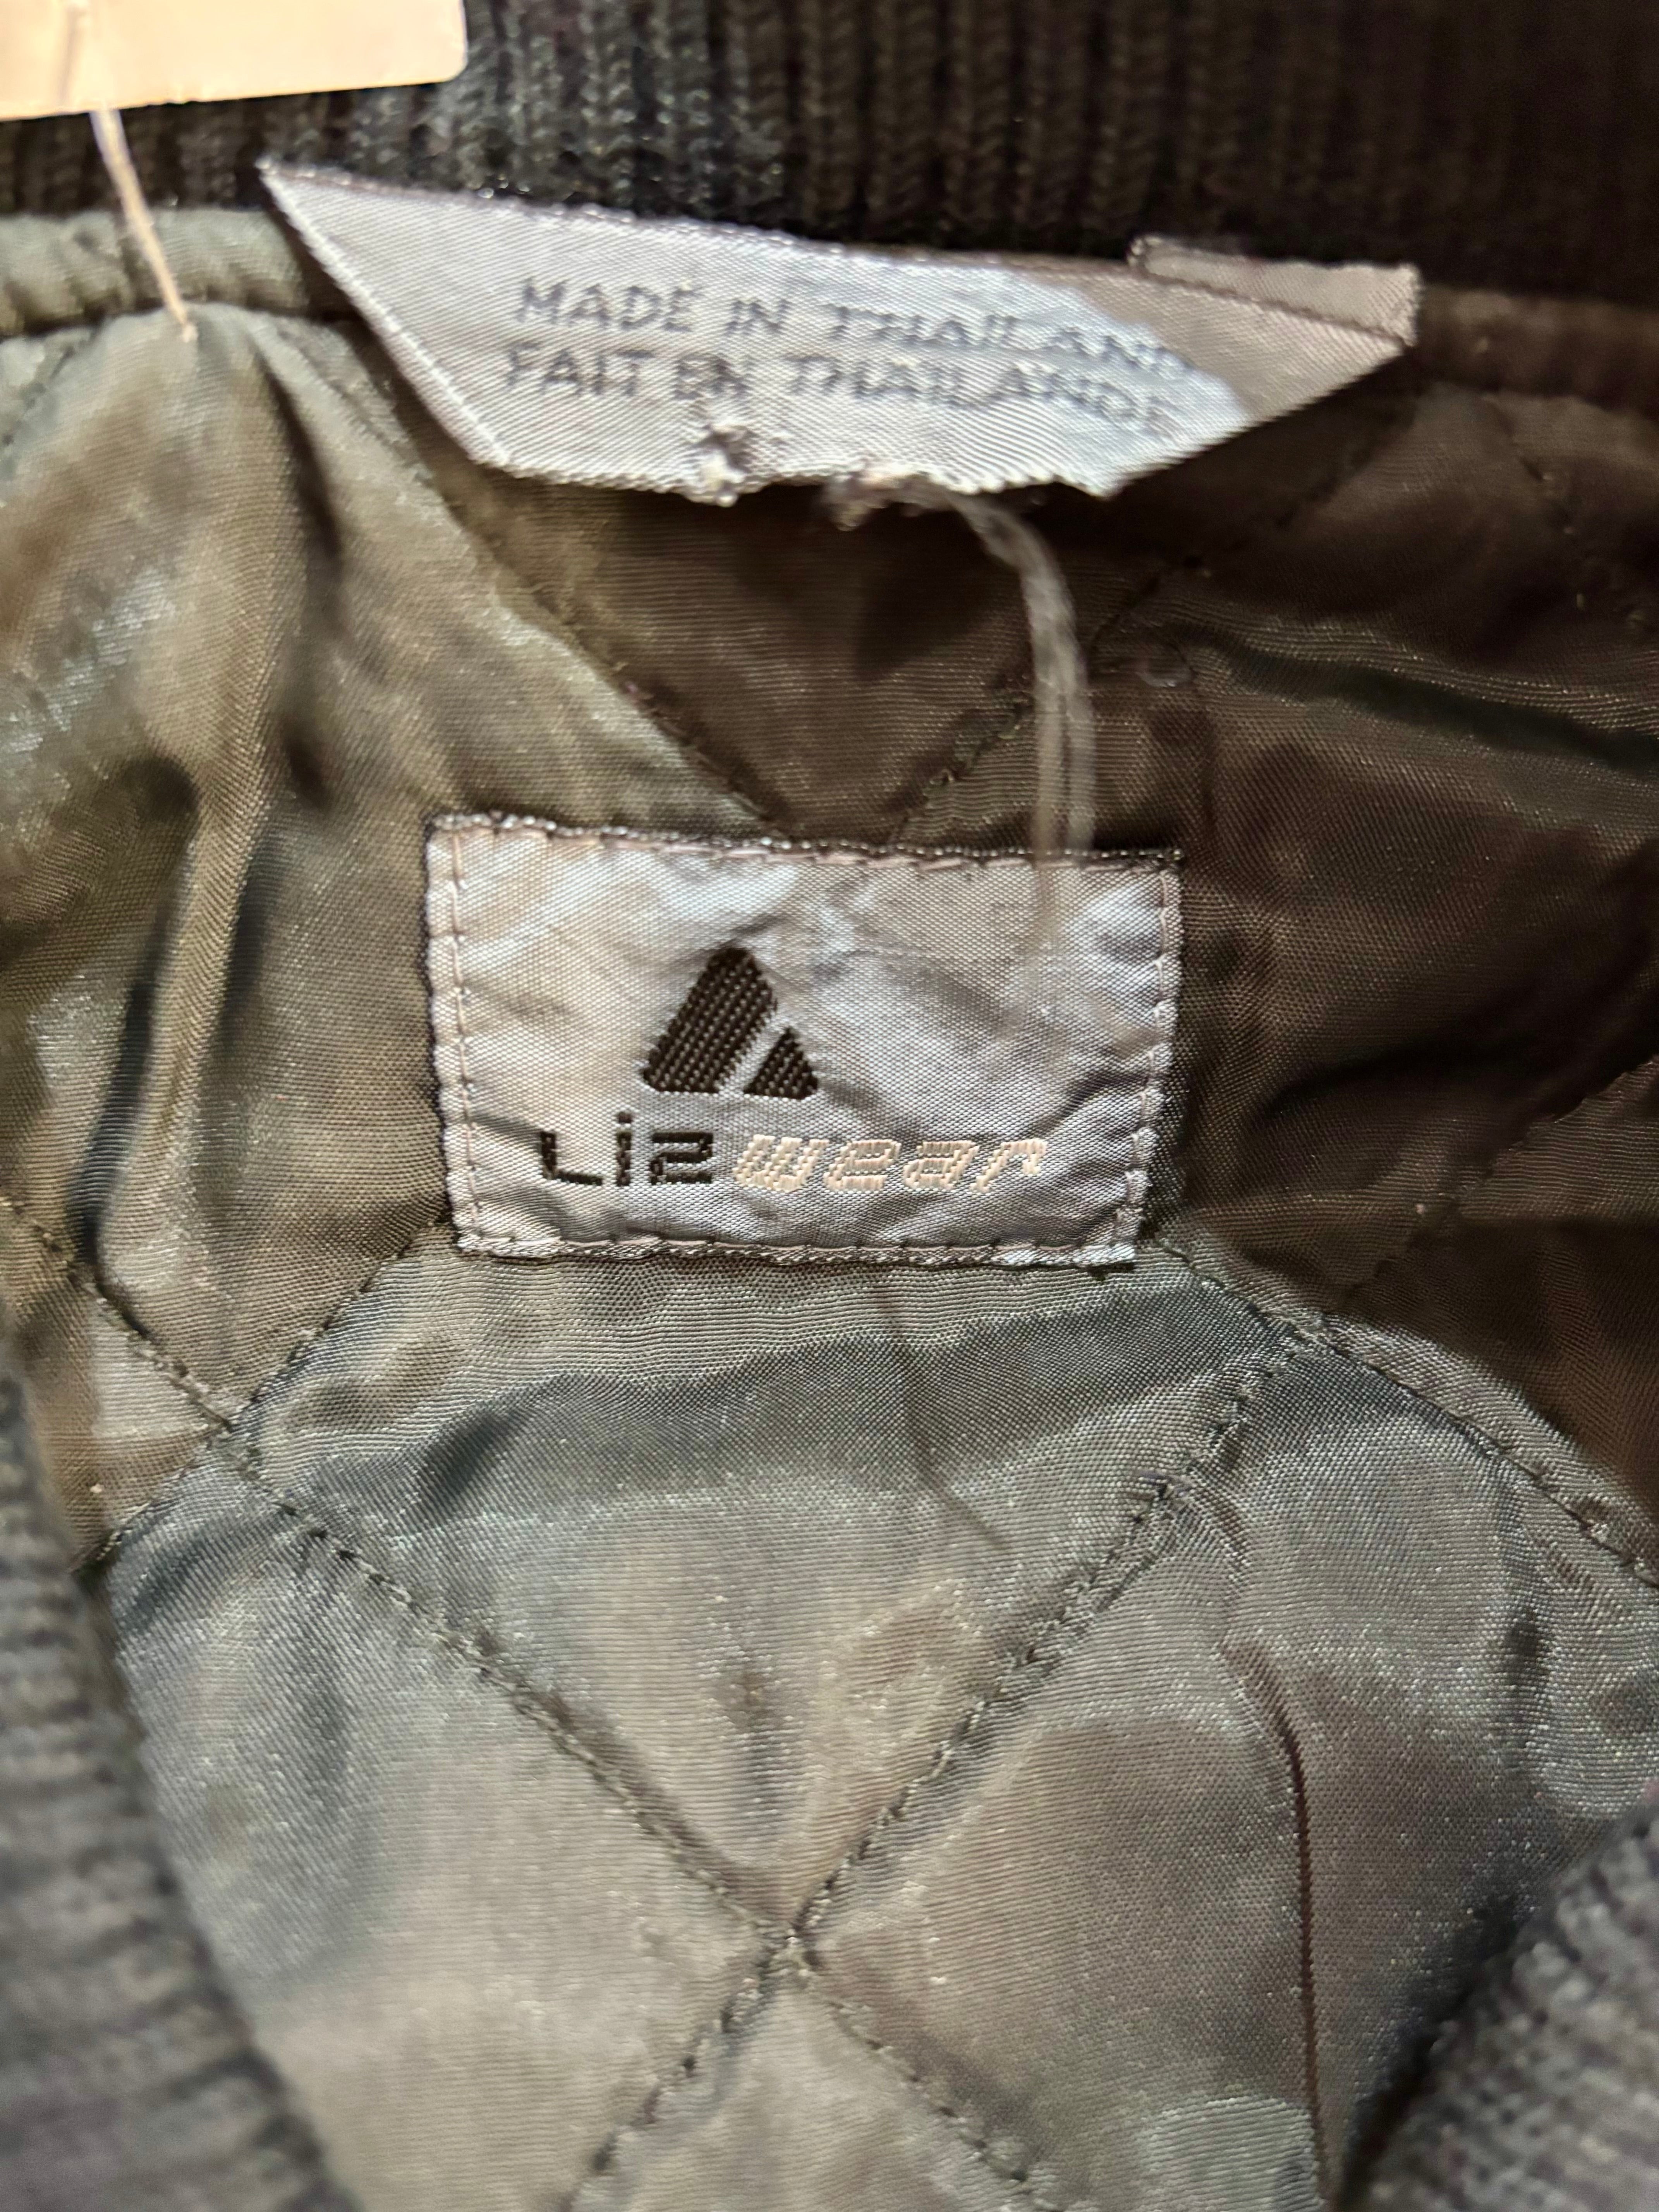 MADE IN THAILAND
FAIT EN THAILANDE
Liz wear